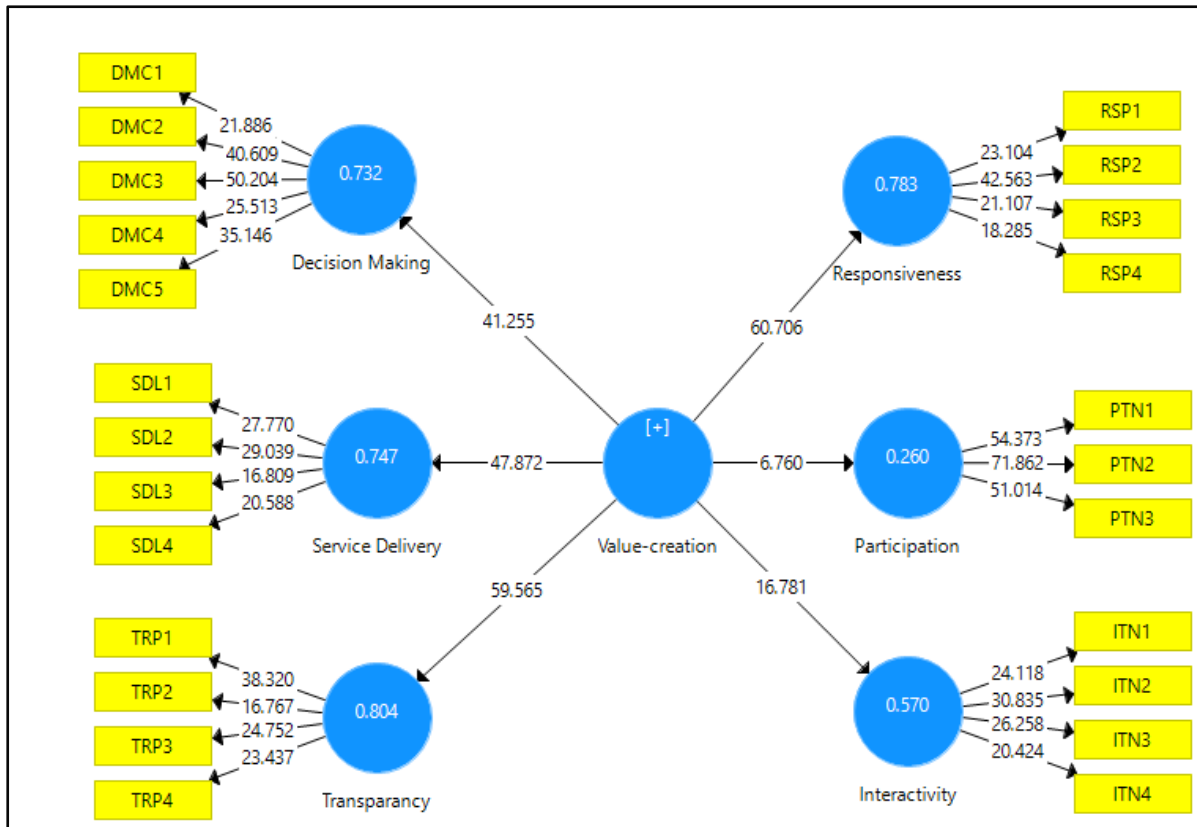 DMC1
DMC2
DMC3
DMC4
DMC5
21.886
40.609
50.204
25.513
35.146
0.732
Decision Making
RSP1
RSP2
RSP3
RSP4
23.104
42.563
21.107
18.285
0.783
Responsiveness
41.255
60.706
SDL1
SDL2
SDL3
SDL4
27.770
29.039
16.809
20.588
0.747
Service Delivery
47.872
[+]
Value-creation
6.760
0.260
Participation
54.373
71.862
51.014
PTN1
PTN2
PTN3
59.565
16.781
TRP1
TRP2
TRP3
TRP4
38.320
16.767
24.752
23.437
0.804
Transparancy
0.570
Interactivity
24.118
30.835
26.258
20.424
ITN1
ITN2
ITN3
ITN4